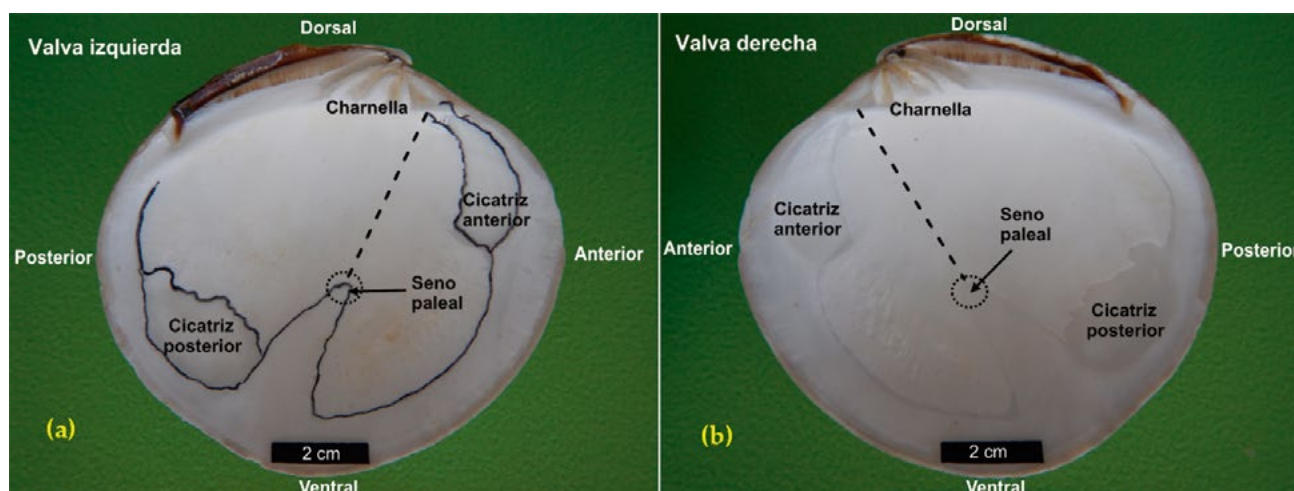 Dorsal
Valva izquierda
Charnella
Cicatriz
anterior
Posterior
Anterior
Seno
paleal
Cicatriz
posterior
(a)
2 cm
Ventral
Dorsal
Valva derecha
Charnella
Cicatriz
anterior
Seno
paleal
Anterior
Posterior
Cicatriz
posterior
(b)
2 cm
Ventral